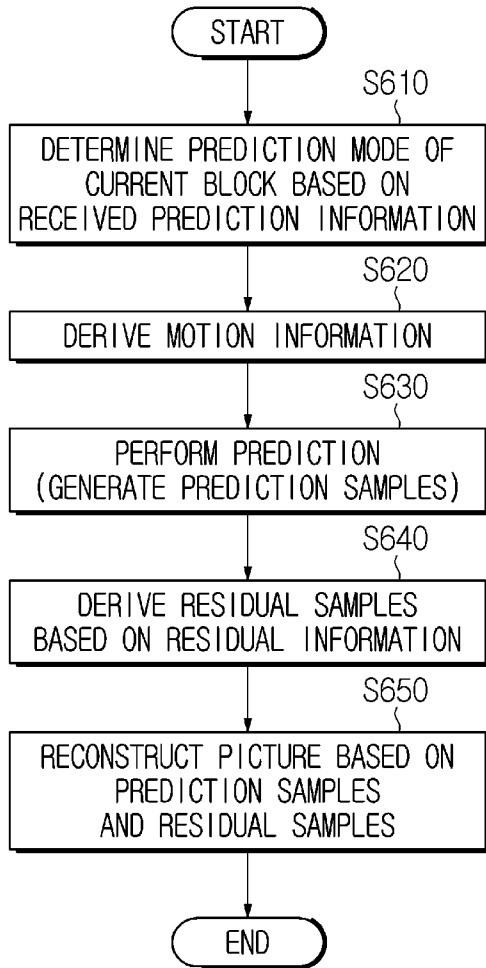 START
S610
DETERMINE PREDICTION MODE OF
CURRENT BLOCK BASED ON
RECEIVED PREDICTION INFORMATION
S620
DERIVE MOTION INFORMATION
S630
PERFORM PREDICTION
(GENERATE PREDICTION SAMPLES)
S640
DERIVE RESIDUAL SAMPLES
BASED ON RESIDUAL INFORMATION
S650
RECONSTRUCT PICTURE BASED ON
PREDICTION SAMPLES
AND RESIDUAL SAMPLES
END